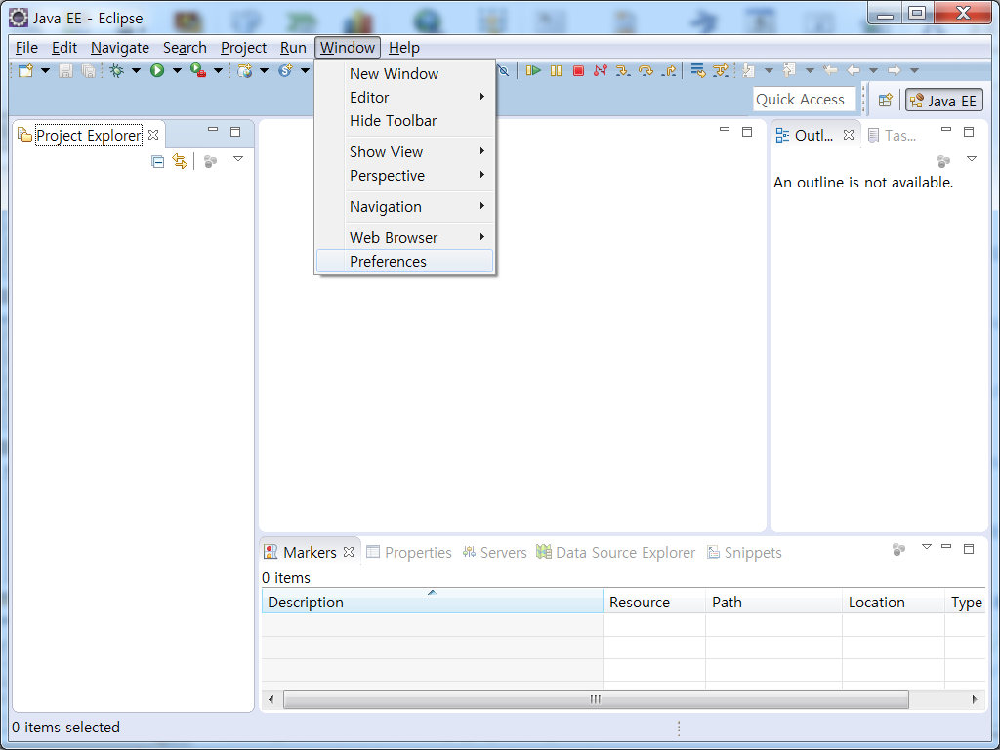 Java EE - Eclipse
File Edit Navigate Search Project Run Window Help
New Window
Editor
Hide Toolbar
Show View
Perspective
Navigation
Web Browser
Preferences
Quick Access
Java EE
Project Explorer
Outl...
Tas...
An outline is not available.
Markers Properties Servers Data Source Explorer Snippets
0 items
Description Resource Path Location Type
0 items selected